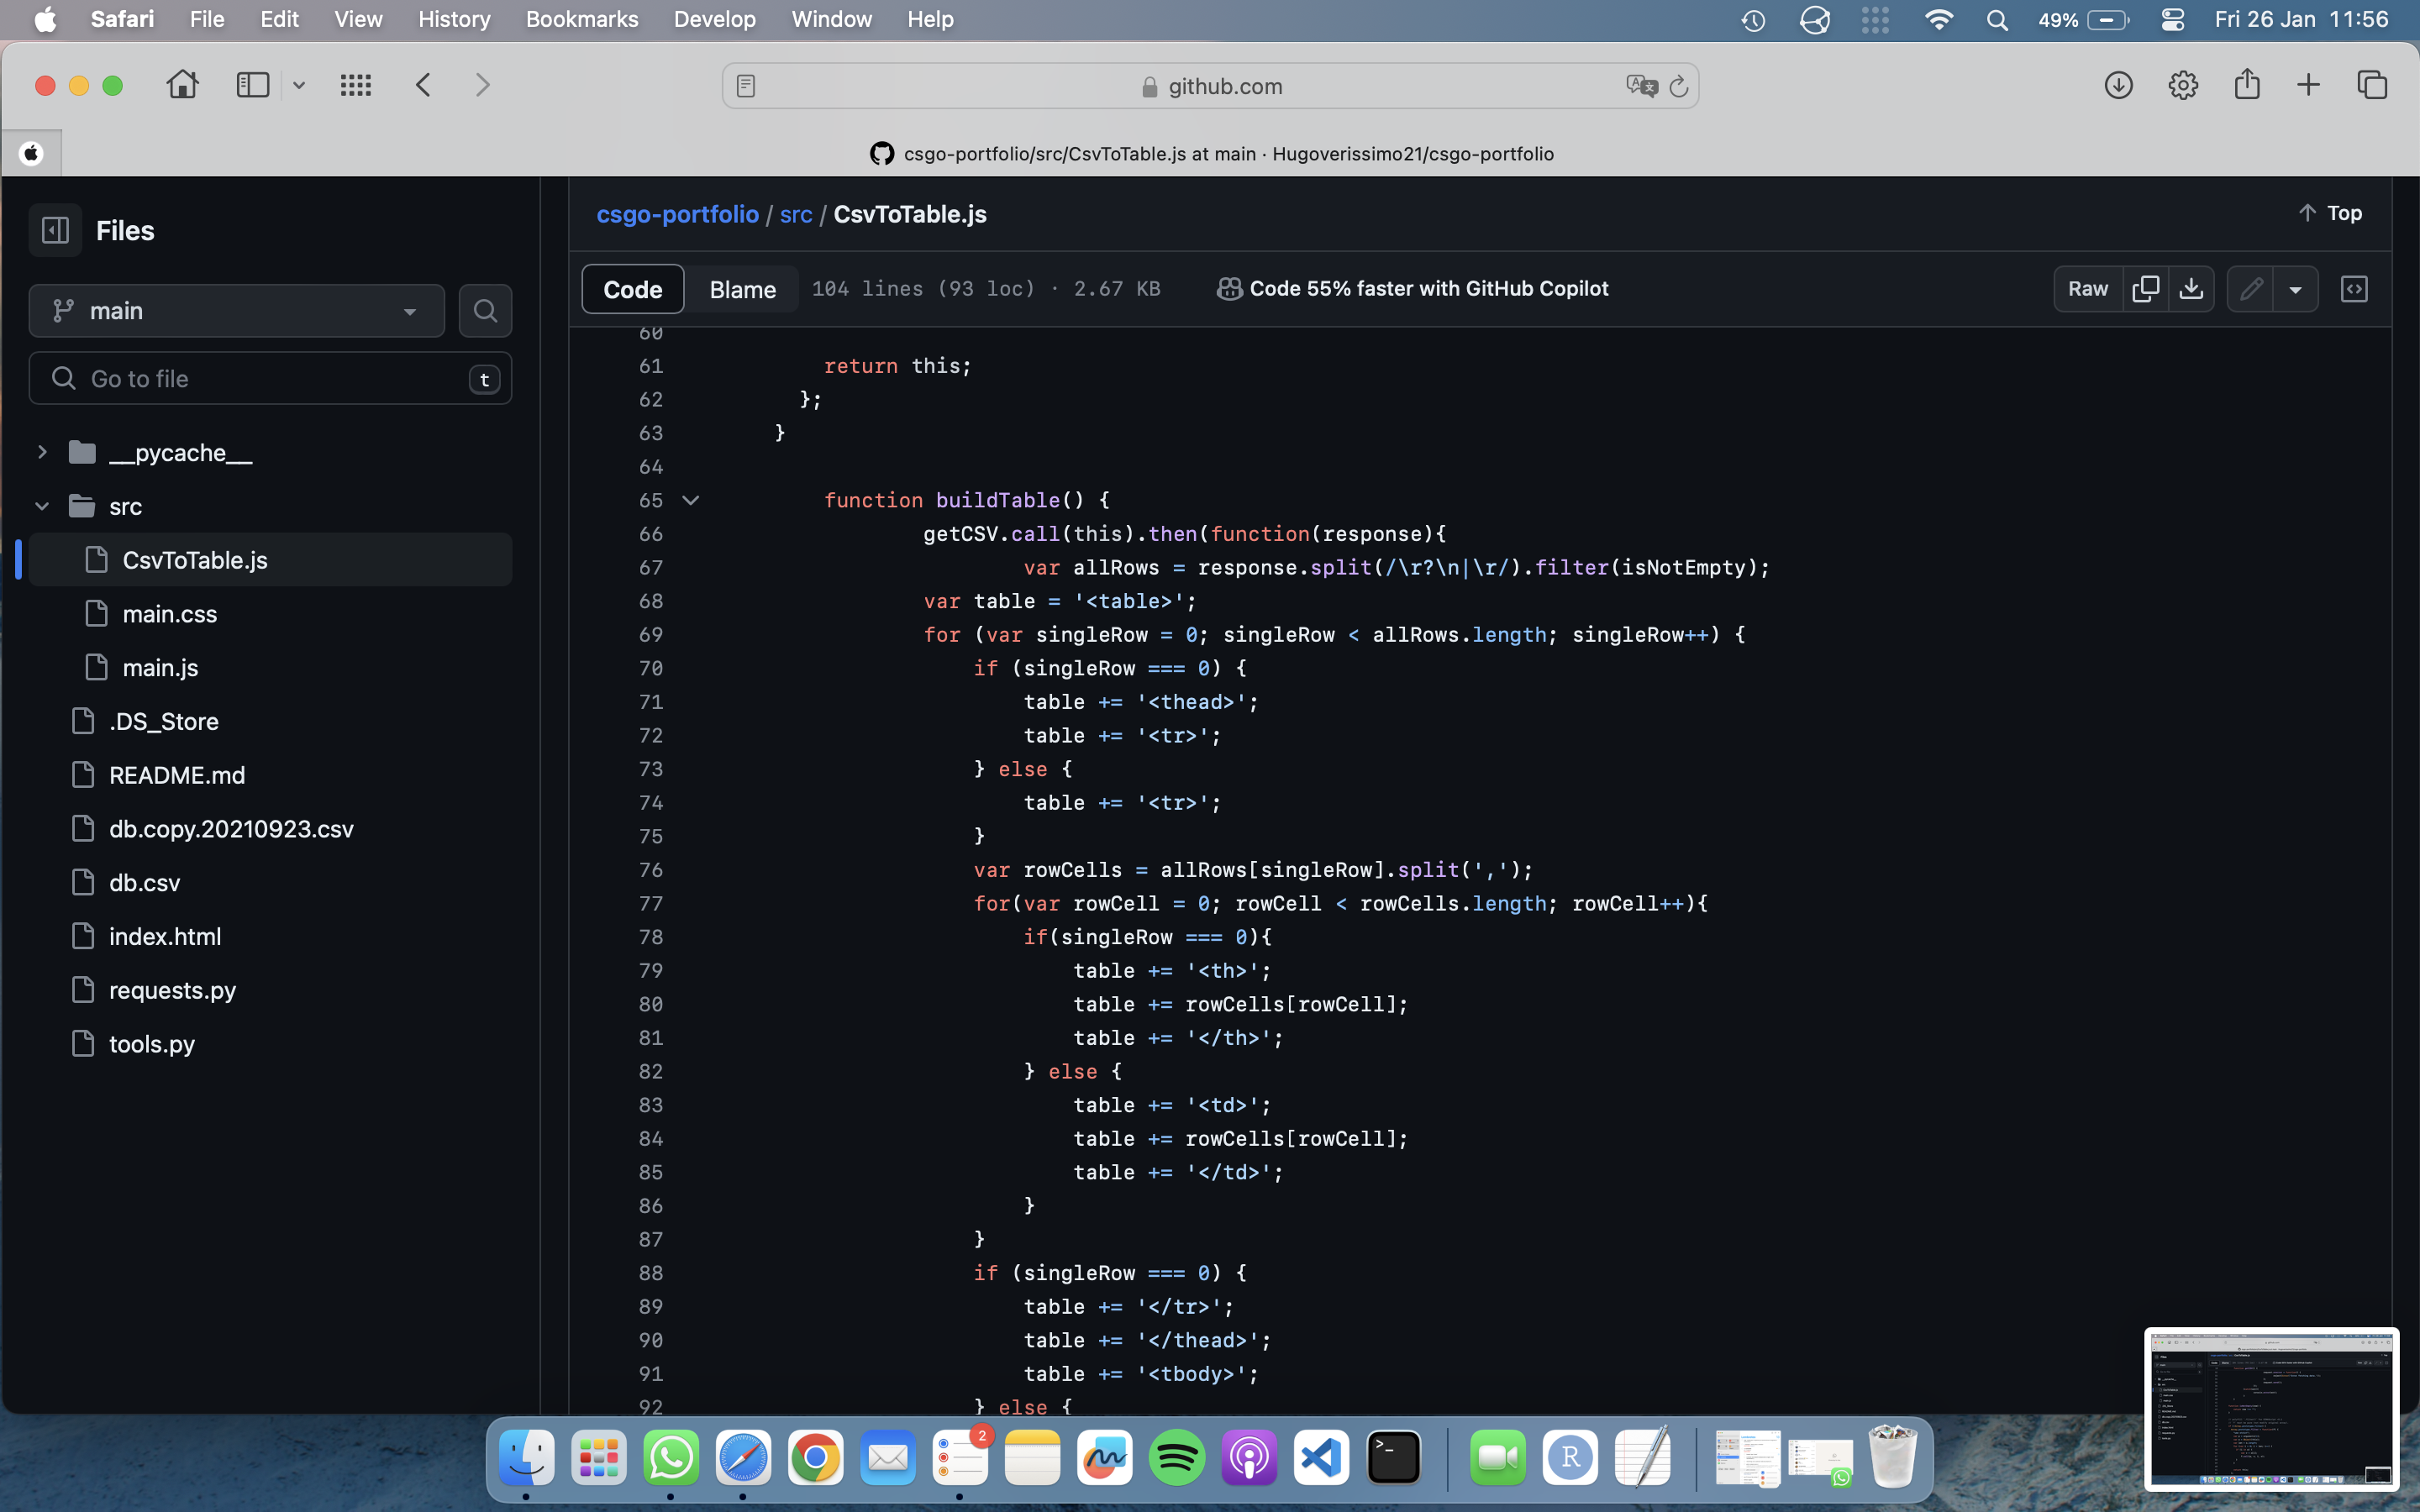 Safari File Edit View History Bookmarks Develop Window Help 49% Fri 26 Jan 11:56
github.com
csgo-portfolio/src/CsvToTable.js at main · Hugoverissimo21/csgo-portfolio
Files
main
Go to file t
__pycache__
src
CsvToTable.js
main.css
main.js
.DS_Store
README.md
db.copy.20210923.csv
db.csv
index.html
requests.py
tools.py
csgo-portfolio / src / CsvToTable.js Top
Code Blame 104 lines (93 loc) · 2.67 KB Code 55% faster with GitHub Copilot Raw
60
61 return this;
62 };
63 }
64
65 function buildTable() {
66 getCSV.call(this).then(function(response){
67 var allRows = response.split(/\r?\n|\r/).filter(isNotEmpty);
68 var table = '<table>';
69 for (var singleRow = 0; singleRow < allRows.length; singleRow++) {
70 if (singleRow === 0) {
71 table += '<thead>';
72 table += '<tr>';
73 } else {
74 table += '<tr>';
75 }
76 var rowCells = allRows[singleRow].split(',');
77 for(var rowCell = 0; rowCell < rowCells.length; rowCell++){
78 if(singleRow === 0){
79 table += '<th>';
80 table += rowCells[rowCell];
81 table += '</th>';
82 } else {
83 table += '<td>';
84 table += rowCells[rowCell];
85 table += '</td>';
86 }
87 }
88 if (singleRow === 0) {
89 table += '</tr>';
90 table += '</thead>';
91 table += '<tbody>';
92 } else {
2